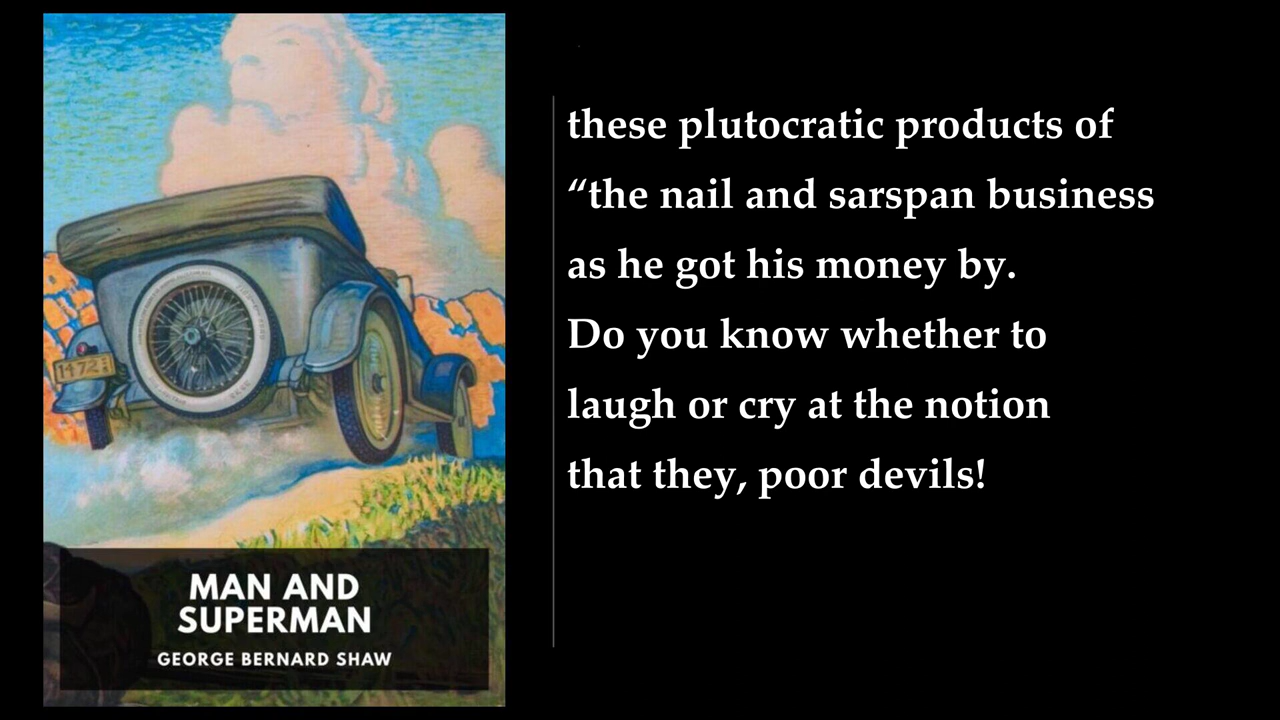 1472
MAN AND
SUPERMAN
GEORGE BERNARD SHAW
these plutocratic products of
“the nail and sarspan business
as he got his money by.
Do you know whether to
laugh or cry at the notion
that they, poor devils!